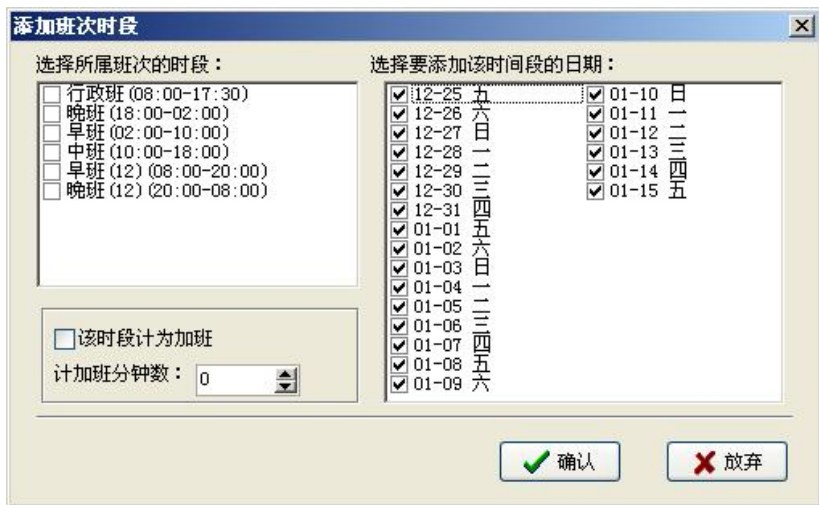 添加班次时段
选择所属班次的时段：
行政班(08:00-17:30)
晚班(18:00-02:00)
早班(02:00-10:00)
中班(10:00-18:00)
早班(12)(08:00-20:00)
晚班(12)(20:00-08:00)
该时段计为加班
计加班分钟数： 0
选择要添加该时间段的日期：
12-25 五
12-26 六
12-27 日
12-28 一
12-29 二
12-30 三
12-31 四
01-01 五
01-02 六
01-03 日
01-04 一
01-05 二
01-06 三
01-07 四
01-08 五
01-09 六
01-10 日
01-11 一
01-12 二
01-13 三
01-14 四
01-15 五
确认
放弃